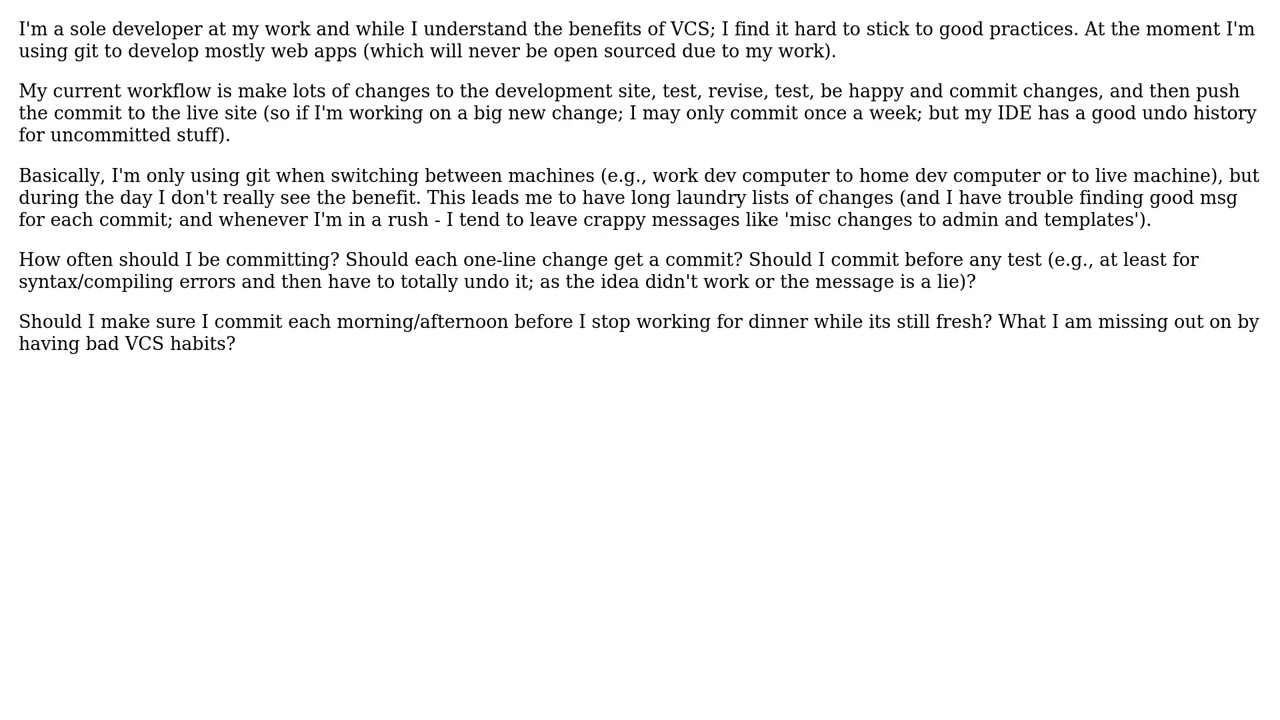 I'm a sole developer at my work and while I understand the benefits of VCS; I find it hard to stick to good practices. At the moment I'm
using git to develop mostly web apps (which will never be open sourced due to my work).
My current workflow is make lots of changes to the development site, test, revise, test, be happy and commit changes, and then push
the commit to the live site (so if I'm working on a big new change; I may only commit once a week; but my IDE has a good undo history
for uncommitted stuff).
Basically, I'm only using git when switching between machines (e.g., work dev computer to home dev computer or to live machine), but
during the day I don't really see the benefit. This leads me to have long laundry lists of changes (and I have trouble finding good msg
for each commit; and whenever I'm in a rush - I tend to leave crappy messages like 'misc changes to admin and templates').
How often should I be committing? Should each one-line change get a commit? Should I commit before any test (e.g., at least for
syntax/compiling errors and then have to totally undo it; as the idea didn't work or the message is a lie)?
Should I make sure I commit each morning/afternoon before I stop working for dinner while its still fresh? What I am missing out on by
having bad VCS habits?